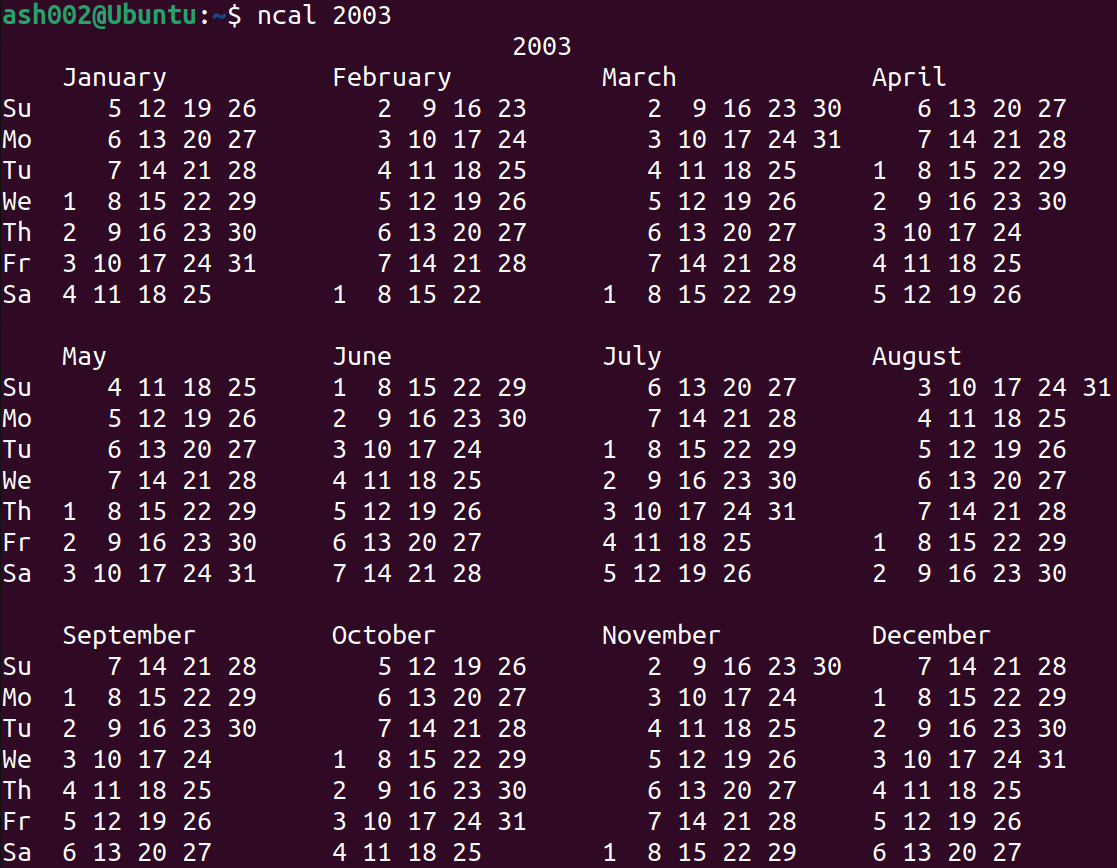 ash002@Ubuntu:~$ ncal 2003
                                  2003
    January           February          March             April
Su     5 12 19 26        2  9 16 23        2  9 16 23 30     6 13 20 27
Mo     6 13 20 27        3 10 17 24        3 10 17 24 31     7 14 21 28
Tu     7 14 21 28        4 11 18 25        4 11 18 25     1  8 15 22 29
We  1  8 15 22 29        5 12 19 26        5 12 19 26     2  9 16 23 30
Th  2  9 16 23 30        6 13 20 27        6 13 20 27     3 10 17 24
Fr  3 10 17 24 31        7 14 21 28        7 14 21 28     4 11 18 25
Sa  4 11 18 25        1  8 15 22        1  8 15 22 29     5 12 19 26

    May               June              July              August
Su     4 11 18 25     1  8 15 22 29        6 13 20 27        3 10 17 24 31
Mo     5 12 19 26     2  9 16 23 30        7 14 21 28        4 11 18 25
Tu     6 13 20 27     3 10 17 24        1  8 15 22 29        5 12 19 26
We     7 14 21 28     4 11 18 25        2  9 16 23 30        6 13 20 27
Th  1  8 15 22 29     5 12 19 26        3 10 17 24 31        7 14 21 28
Fr  2  9 16 23 30     6 13 20 27        4 11 18 25        1  8 15 22 29
Sa  3 10 17 24 31     7 14 21 28        5 12 19 26        2  9 16 23 30

    September         October           November          December
Su     7 14 21 28        5 12 19 26        2  9 16 23 30     7 14 21 28
Mo  1  8 15 22 29        6 13 20 27        3 10 17 24     1  8 15 22 29
Tu  2  9 16 23 30        7 14 21 28        4 11 18 25     2  9 16 23 30
We  3 10 17 24        1  8 15 22 29        5 12 19 26     3 10 17 24 31
Th  4 11 18 25        2  9 16 23 30        6 13 20 27     4 11 18 25
Fr  5 12 19 26        3 10 17 24 31        7 14 21 28     5 12 19 26
Sa  6 13 20 27        4 11 18 25        1  8 15 22 29     6 13 20 27